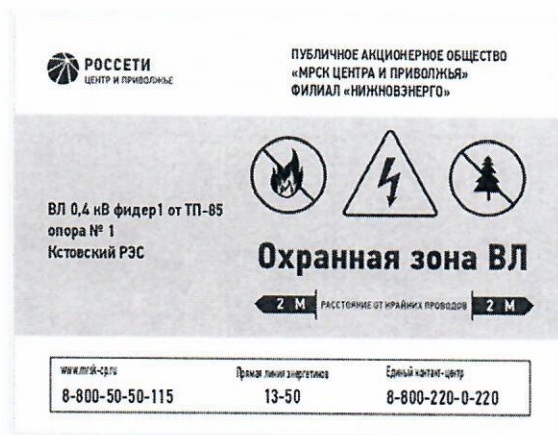 РОССЕТИ
ЦЕНТР И ПРИВОЛЖЬЕ
ПУБЛИЧНОЕ АКЦИОНЕРНОЕ ОБЩЕСТВО
«МРСК ЦЕНТРА И ПРИВОЛЖЬЯ»
ФИЛИАЛ «НИЖНОВЭНЕРГО»
ВЛ 0,4 кВ фидер1 от ТП-85
опора № 1
Кстовский РЭС
Охранная зона ВЛ
2 М РАССТОЯНИЕ ОТ КРАЙНИХ ПРОВОДОВ 2 М
www.mrsk-cp.ru
8-800-50-50-115
Прямая линия энергетиков
13-50
Единый контакт-центр
8-800-220-0-220